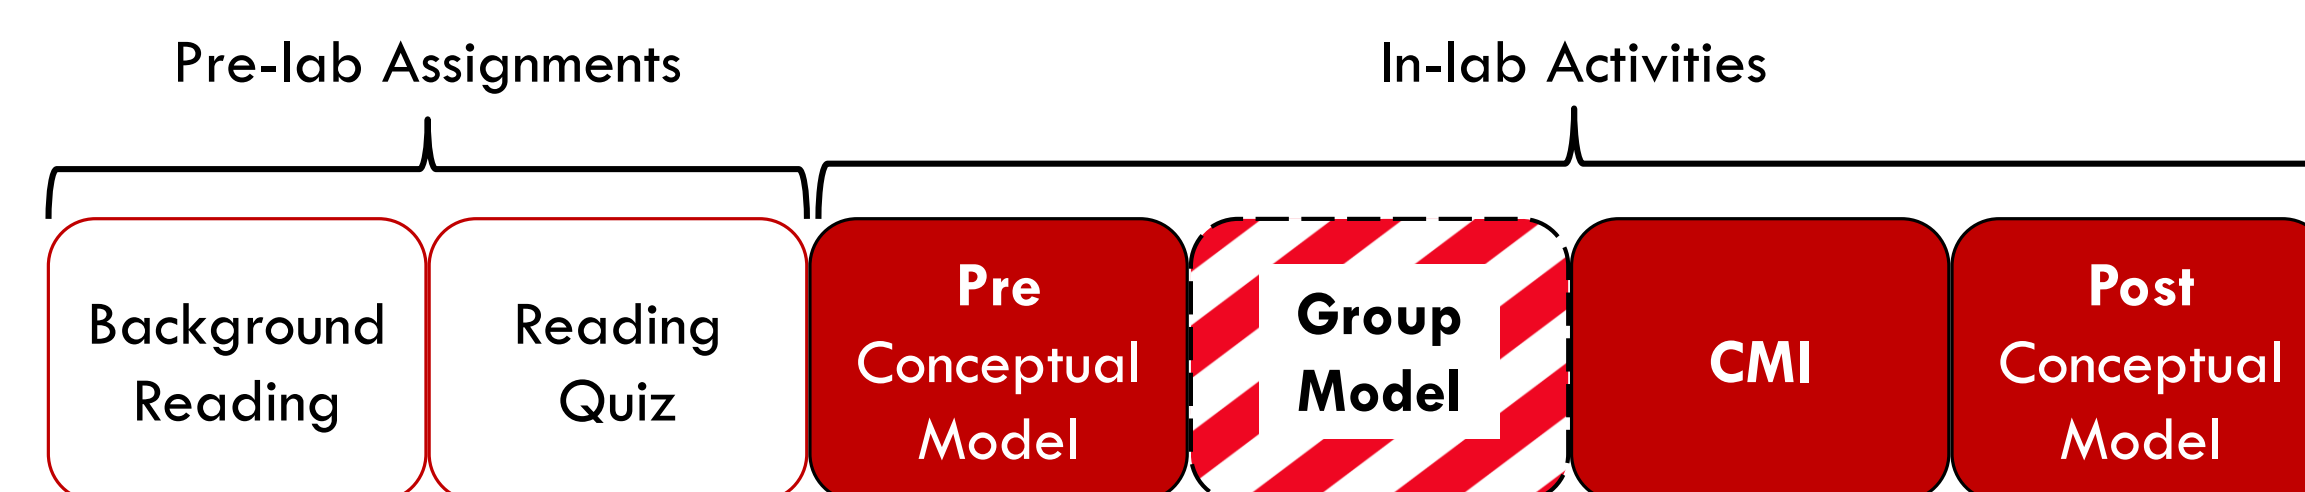 Pre-lab Assignments
In-lab Activities
Background
Reading
Reading
Quiz
Pre
Conceptual
Model
Group
Model
CMI
Post
Conceptual
Model